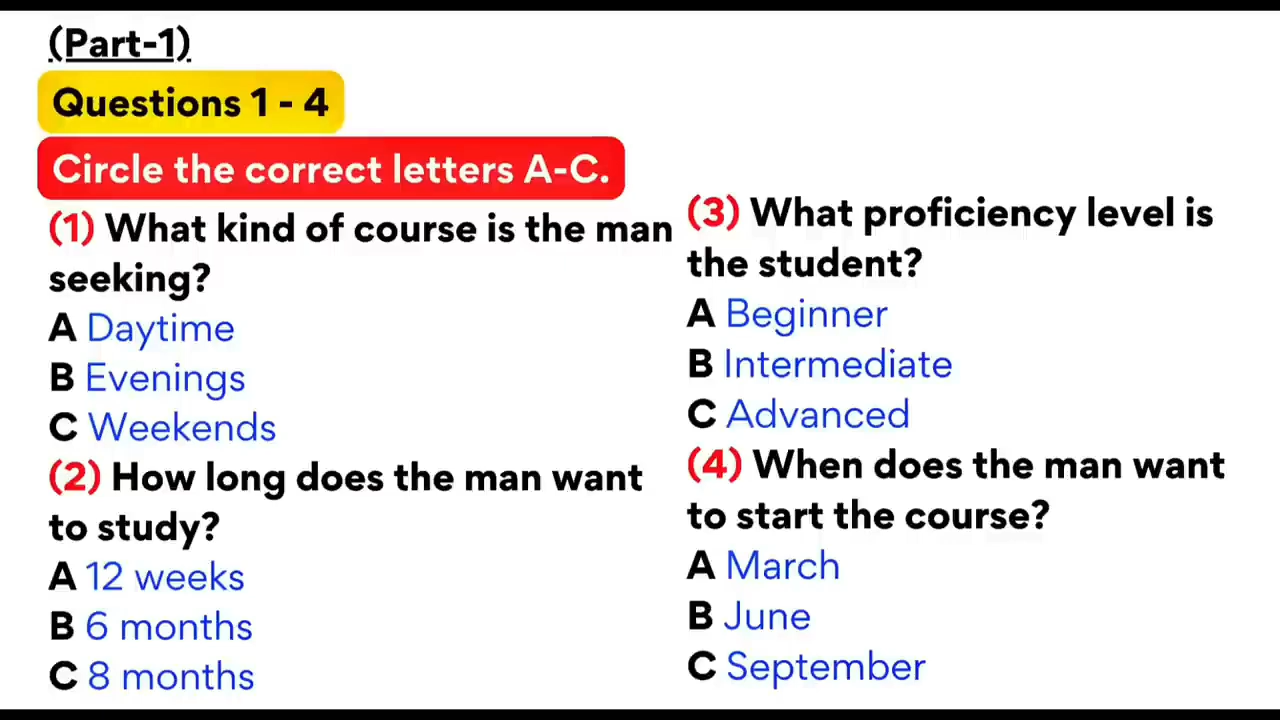 (Part-1)
Questions 1 - 4
Circle the correct letters A-C.
(1) What kind of course is the man
seeking?
A Daytime
B Evenings
C Weekends
(2) How long does the man want
to study?
A 12 weeks
B 6 months
C 8 months
(3) What proficiency level is
the student?
A Beginner
B Intermediate
C Advanced
(4) When does the man want
to start the course?
A March
B June
C September